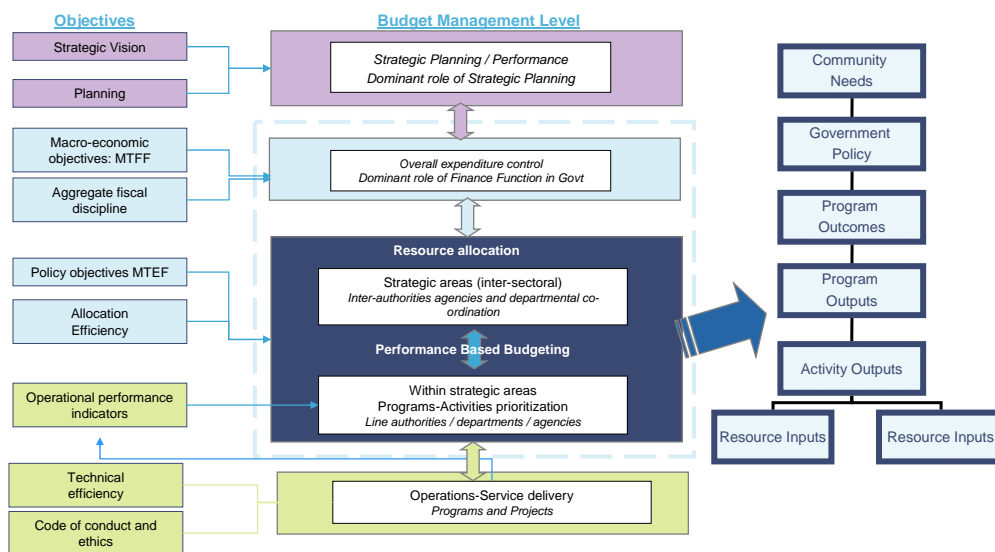 Objectives
Budget Management Level
Strategic Vision
Planning
Macro-economic
objectives: MTFF
Aggregate fiscal
discipline
Policy objectives MTEF
Allocation
Efficiency
Operational performance
indicators
Technical
efficiency
Code of conduct and
ethics
Strategic Planning / Performance
Dominant role of Strategic Planning
Overall expenditure control
Dominant role of Finance Function in Govt
Resource allocation
Strategic areas (inter-sectoral)
Inter-authorities agencies and departmental co-
ordination
Performance Based Budgeting
Within strategic areas
Programs-Activities prioritization
Line authorities / departments / agencies
Operations-Service delivery
Programs and Projects
Community
Needs
Government
Policy
Program
Outcomes
Program
Outputs
Activity Outputs
Resource Inputs
Resource Inputs